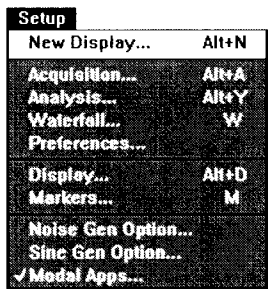 Setup
New Display... Alt+N
Acquisition... Alt+A
Analysis... Alt+Y
Waterfall... W
Preferences...
Display... Alt+D
Markers... M
Noise Gen Option...
Sine Gen Option...
✓Modal Apps...